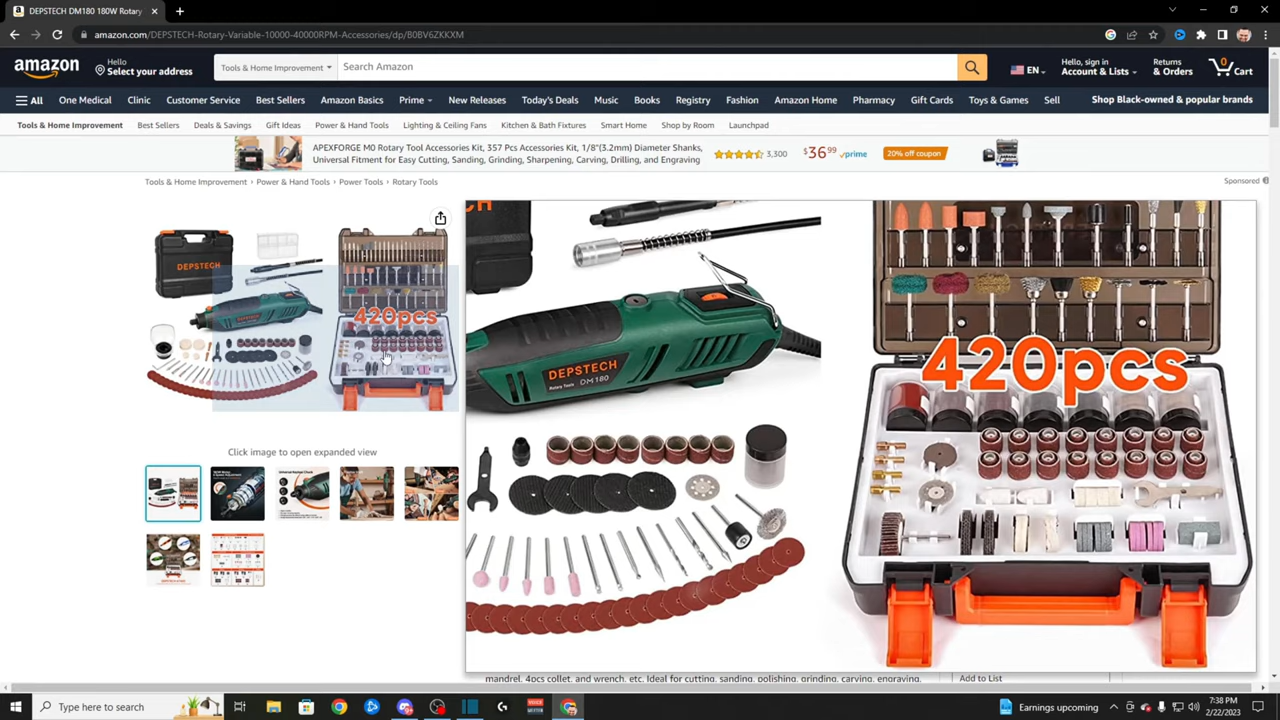 DEPSTECH DM180 180W Rotary
amazon.com/DEPSTECH-Rotary-Variable-10000-40000RPM-Accessories/dp/B0BV6ZKKXM
amazon
Hello
Select your address
Tools & Home Improvement
Search Amazon
EN
Hello, sign in
Account & Lists
Returns
& Orders
0
Cart
All
One Medical
Clinic
Customer Service
Best Sellers
Amazon Basics
Prime
New Releases
Today's Deals
Music
Books
Registry
Fashion
Amazon Home
Pharmacy
Gift Cards
Toys & Games
Sell
Shop Black-owned & popular brands
Tools & Home Improvement
Best Sellers
Deals & Savings
Gift Ideas
Power & Hand Tools
Lighting & Ceiling Fans
Kitchen & Bath Fixtures
Smart Home
Shop by Room
Launchpad
APEXFORGE M0 Rotary Tool Accessories Kit, 357 Pcs Accessories Kit, 1/8"(3.2mm) Diameter Shanks,
Universal Fitment for Easy Cutting, Sanding, Grinding, Sharpening, Carving, Drilling, and Engraving
3,300
$36⁹⁹
prime
20% off coupon
Tools & Home Improvement › Power & Hand Tools › Power Tools › Rotary Tools
Sponsored
DEPSTECH
420pcs
DEPSTECH
Rotary Tools DM180
420pcs
Click image to open expanded view
mandrel, 4pcs collet, and wrench, etc. Ideal for cutting, sanding, polishing, grinding, carving, engraving,
Add to List
Type here to search
Earnings upcoming
7:38 PM
2/22/2023